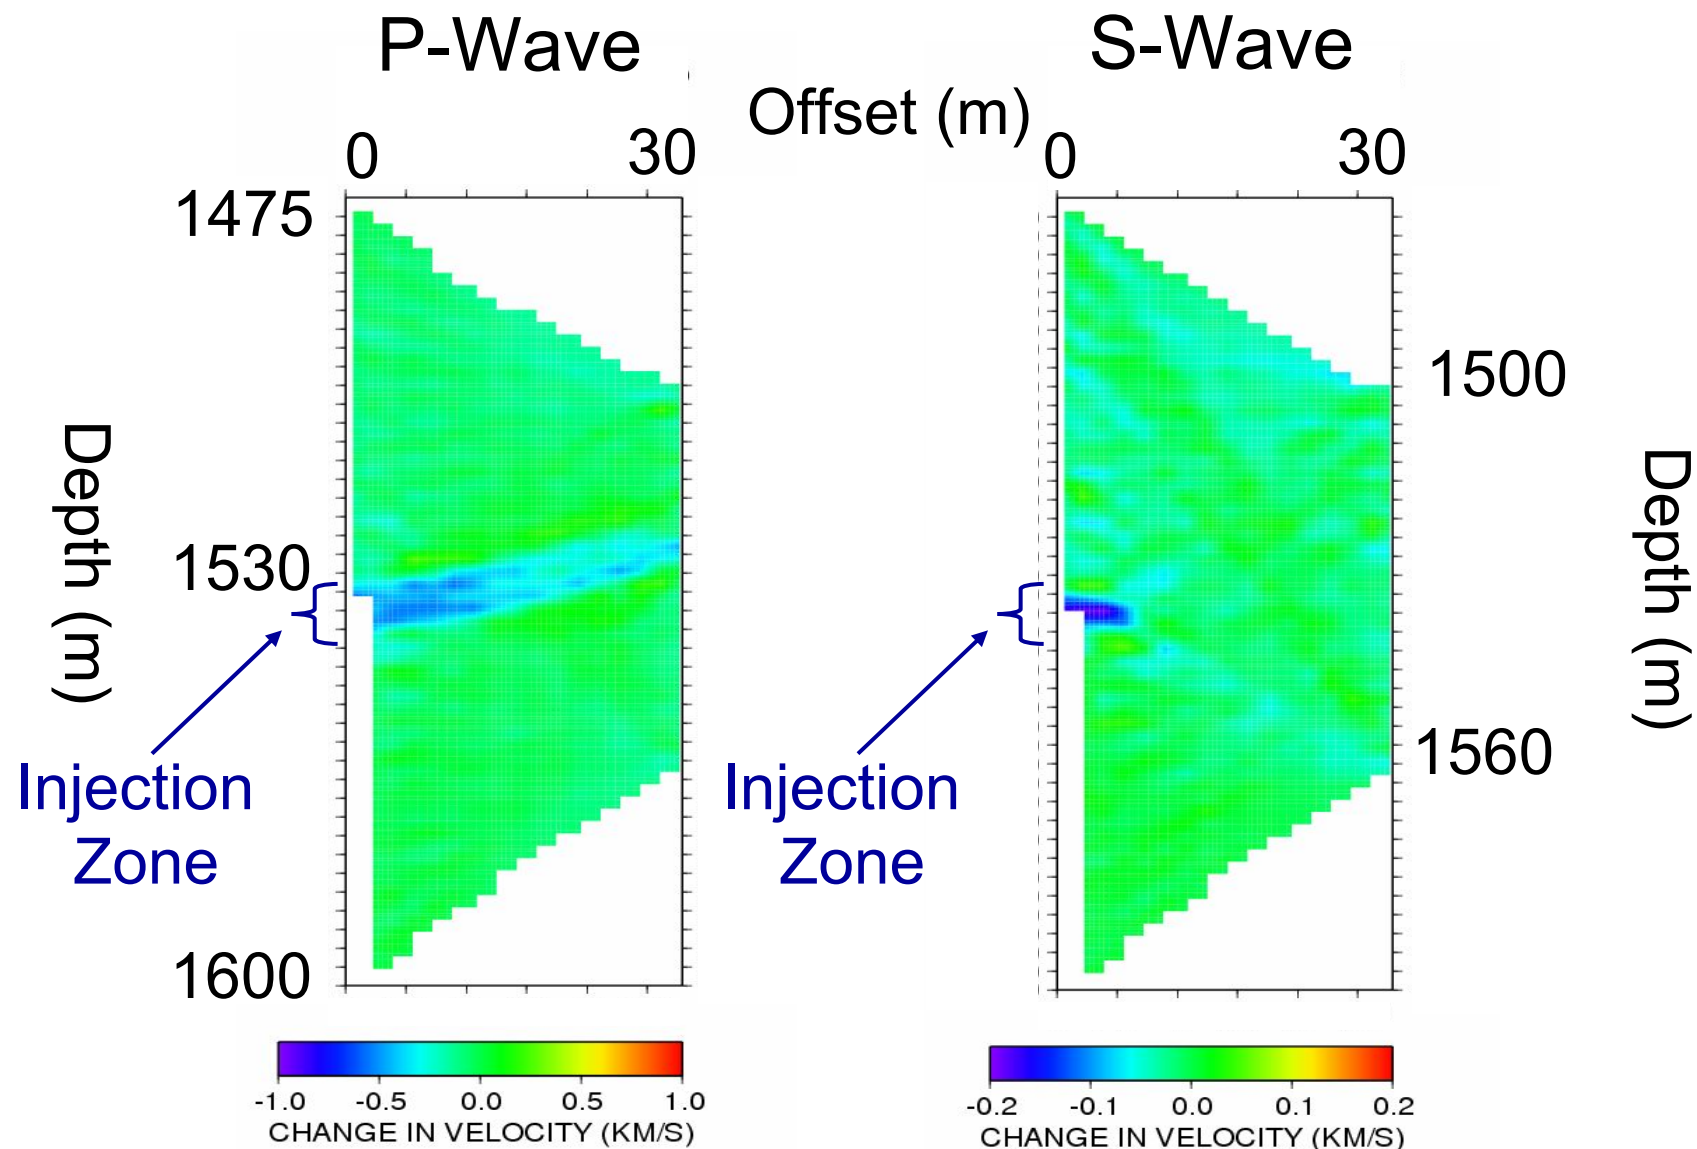 P-Wave
S-Wave
Offset (m)
0
30
0
30
1475
1500
1530
1560
1600
Depth (m)
Depth (m)
Injection
Zone
Injection
Zone
-1.0 -0.5 0.0 0.5 1.0
CHANGE IN VELOCITY (KM/S)
-0.2 -0.1 0.0 0.1 0.2
CHANGE IN VELOCITY (KM/S)